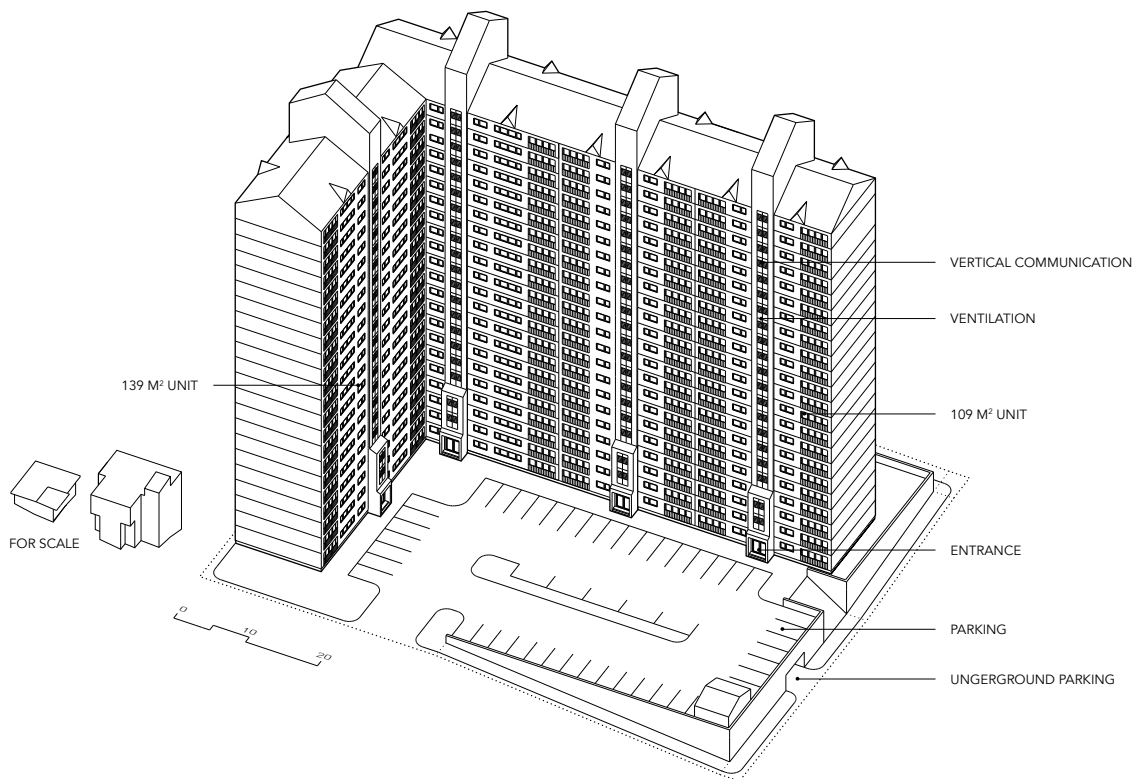 VERTICAL COMMUNICATION
VENTILATION
139 M² UNIT
109 M² UNIT
FOR SCALE
ENTRANCE
0
10
20
PARKING
UNGERGROUND PARKING